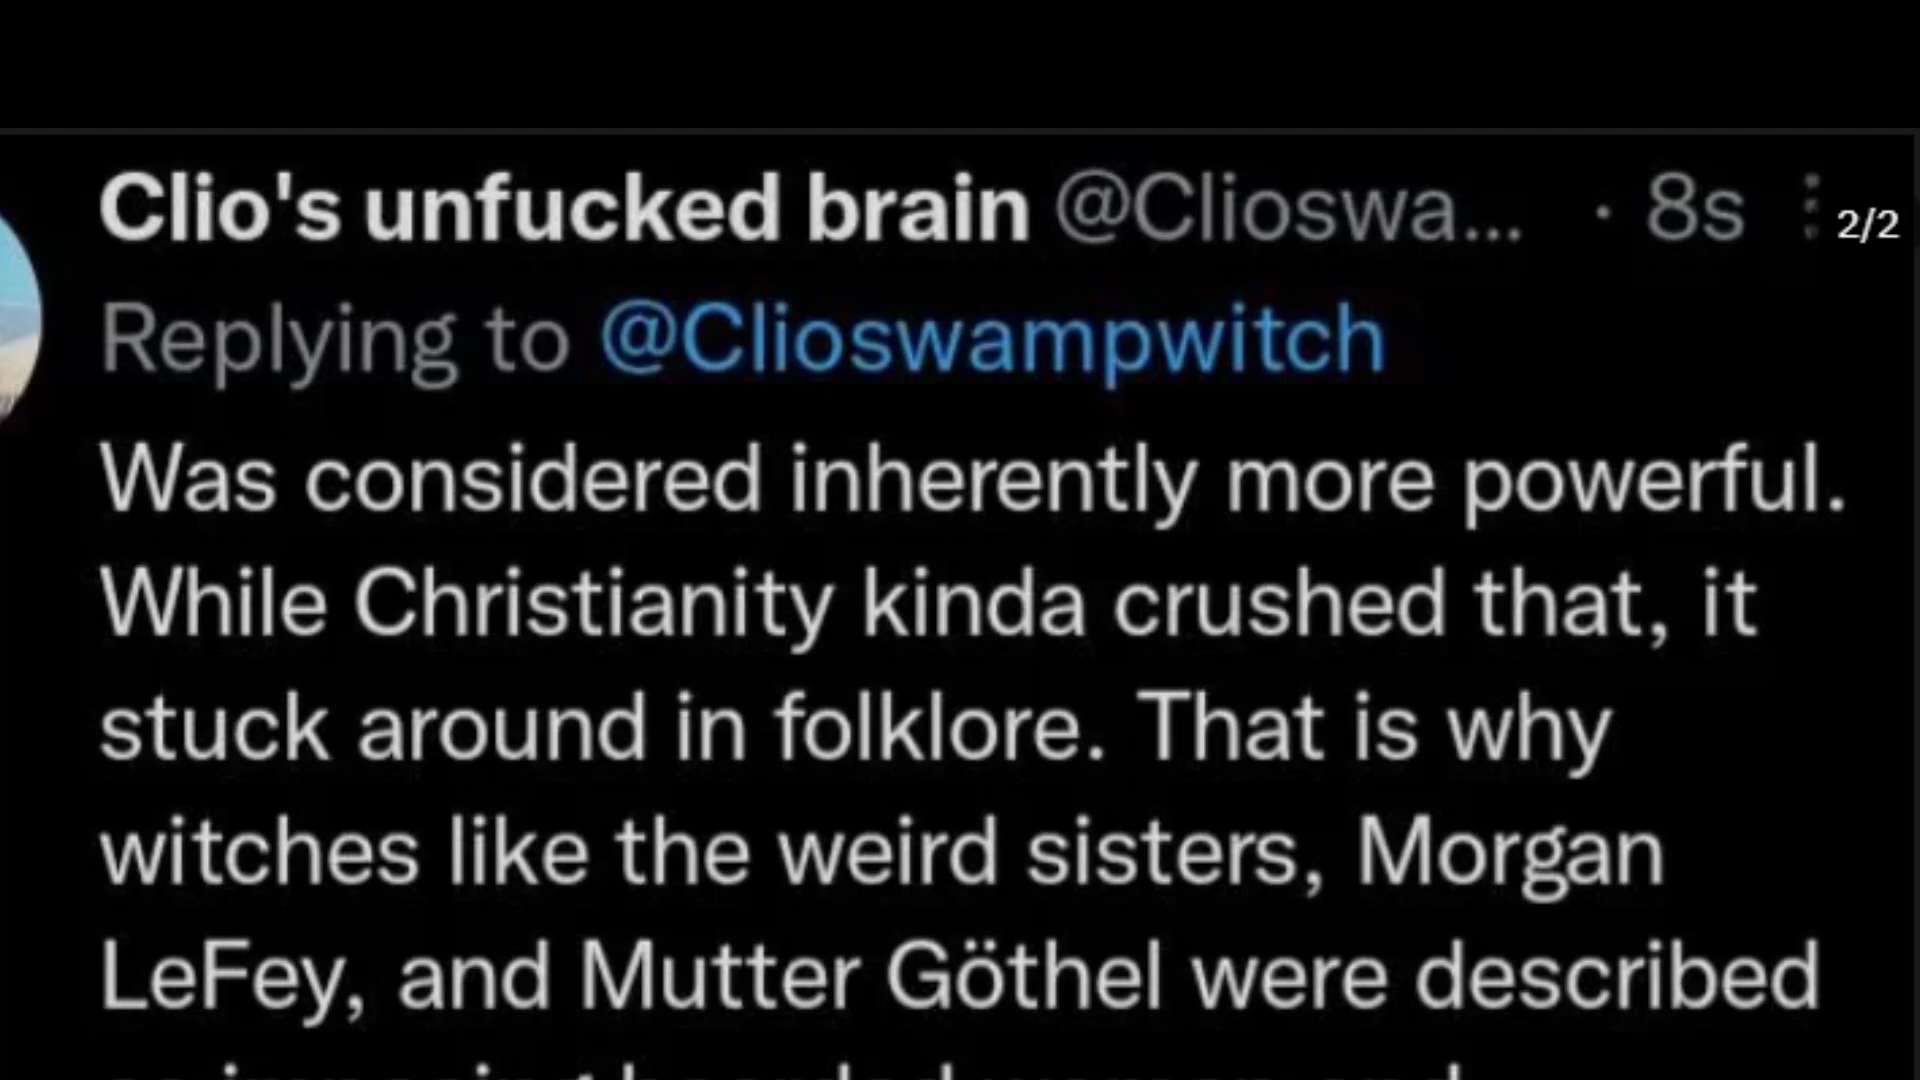 Clio's unfucked brain @Clioswa... · 8s
2/2
Replying to @Clioswampwitch
Was considered inherently more powerful.
While Christianity kinda crushed that, it
stuck around in folklore. That is why
witches like the weird sisters, Morgan
LeFey, and Mutter Göthel were described